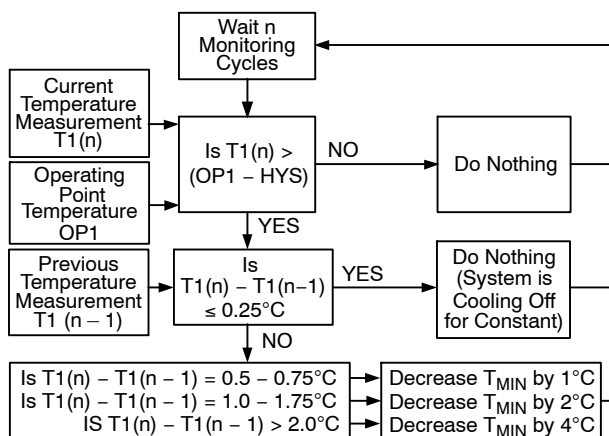 Wait n
Monitoring
Cycles
Current
Temperature
Measurement
T1(n)
Is T1(n) >
(OP1 – HYS)
NO
Do Nothing
Operating
Point
Temperature
OP1
YES
Previous
Temperature
Measurement
T1 (n – 1)
Is
T1(n) – T1(n–1)
≤ 0.25°C
YES
Do Nothing
(System is
Cooling Off
for Constant)
NO
Is T1(n) – T1(n – 1) = 0.5 – 0.75°C
Decrease TMIN by 1°C
Is T1(n) – T1(n – 1) = 1.0 – 1.75°C
Decrease TMIN by 2°C
IS T1(n) – T1(n – 1) > 2.0°C
Decrease TMIN by 4°C